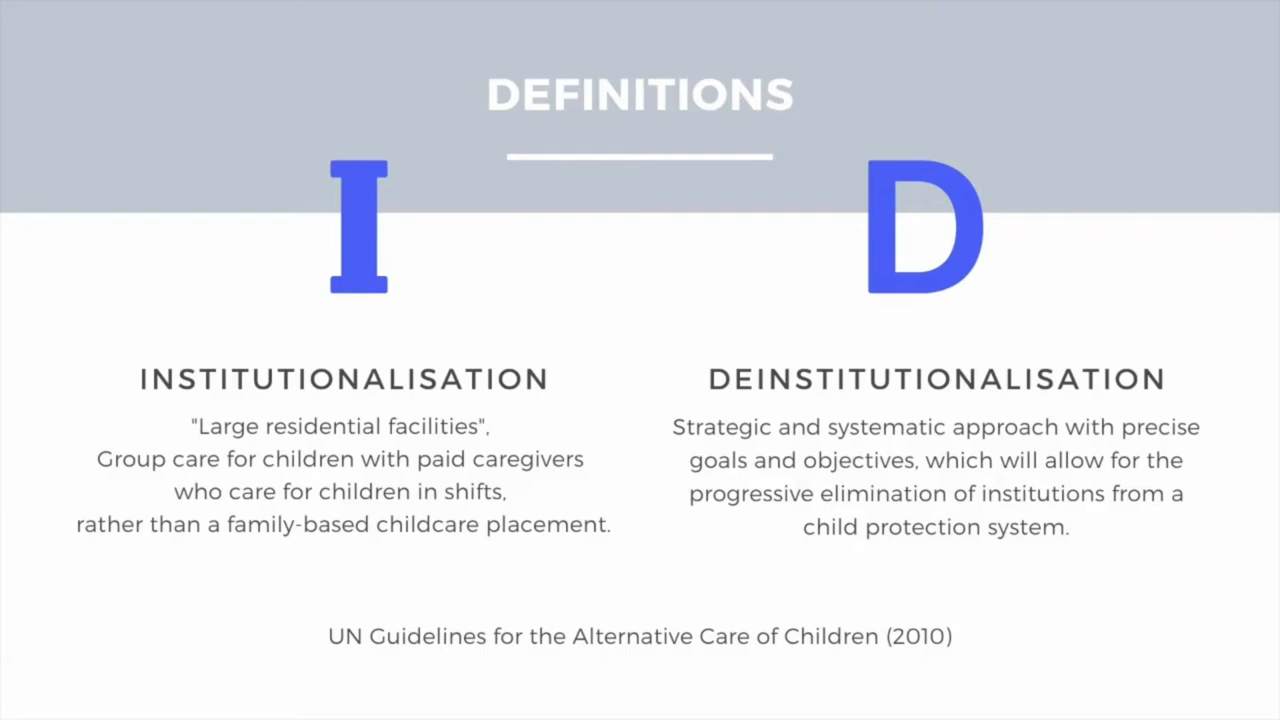 DEFINITIONS
I
D
INSTITUTIONALISATION
"Large residential facilities",
Group care for children with paid caregivers
who care for children in shifts,
rather than a family-based childcare placement.
DEINSTITUTIONALISATION
Strategic and systematic approach with precise
goals and objectives, which will allow for the
progressive elimination of institutions from a
child protection system.
UN Guidelines for the Alternative Care of Children (2010)